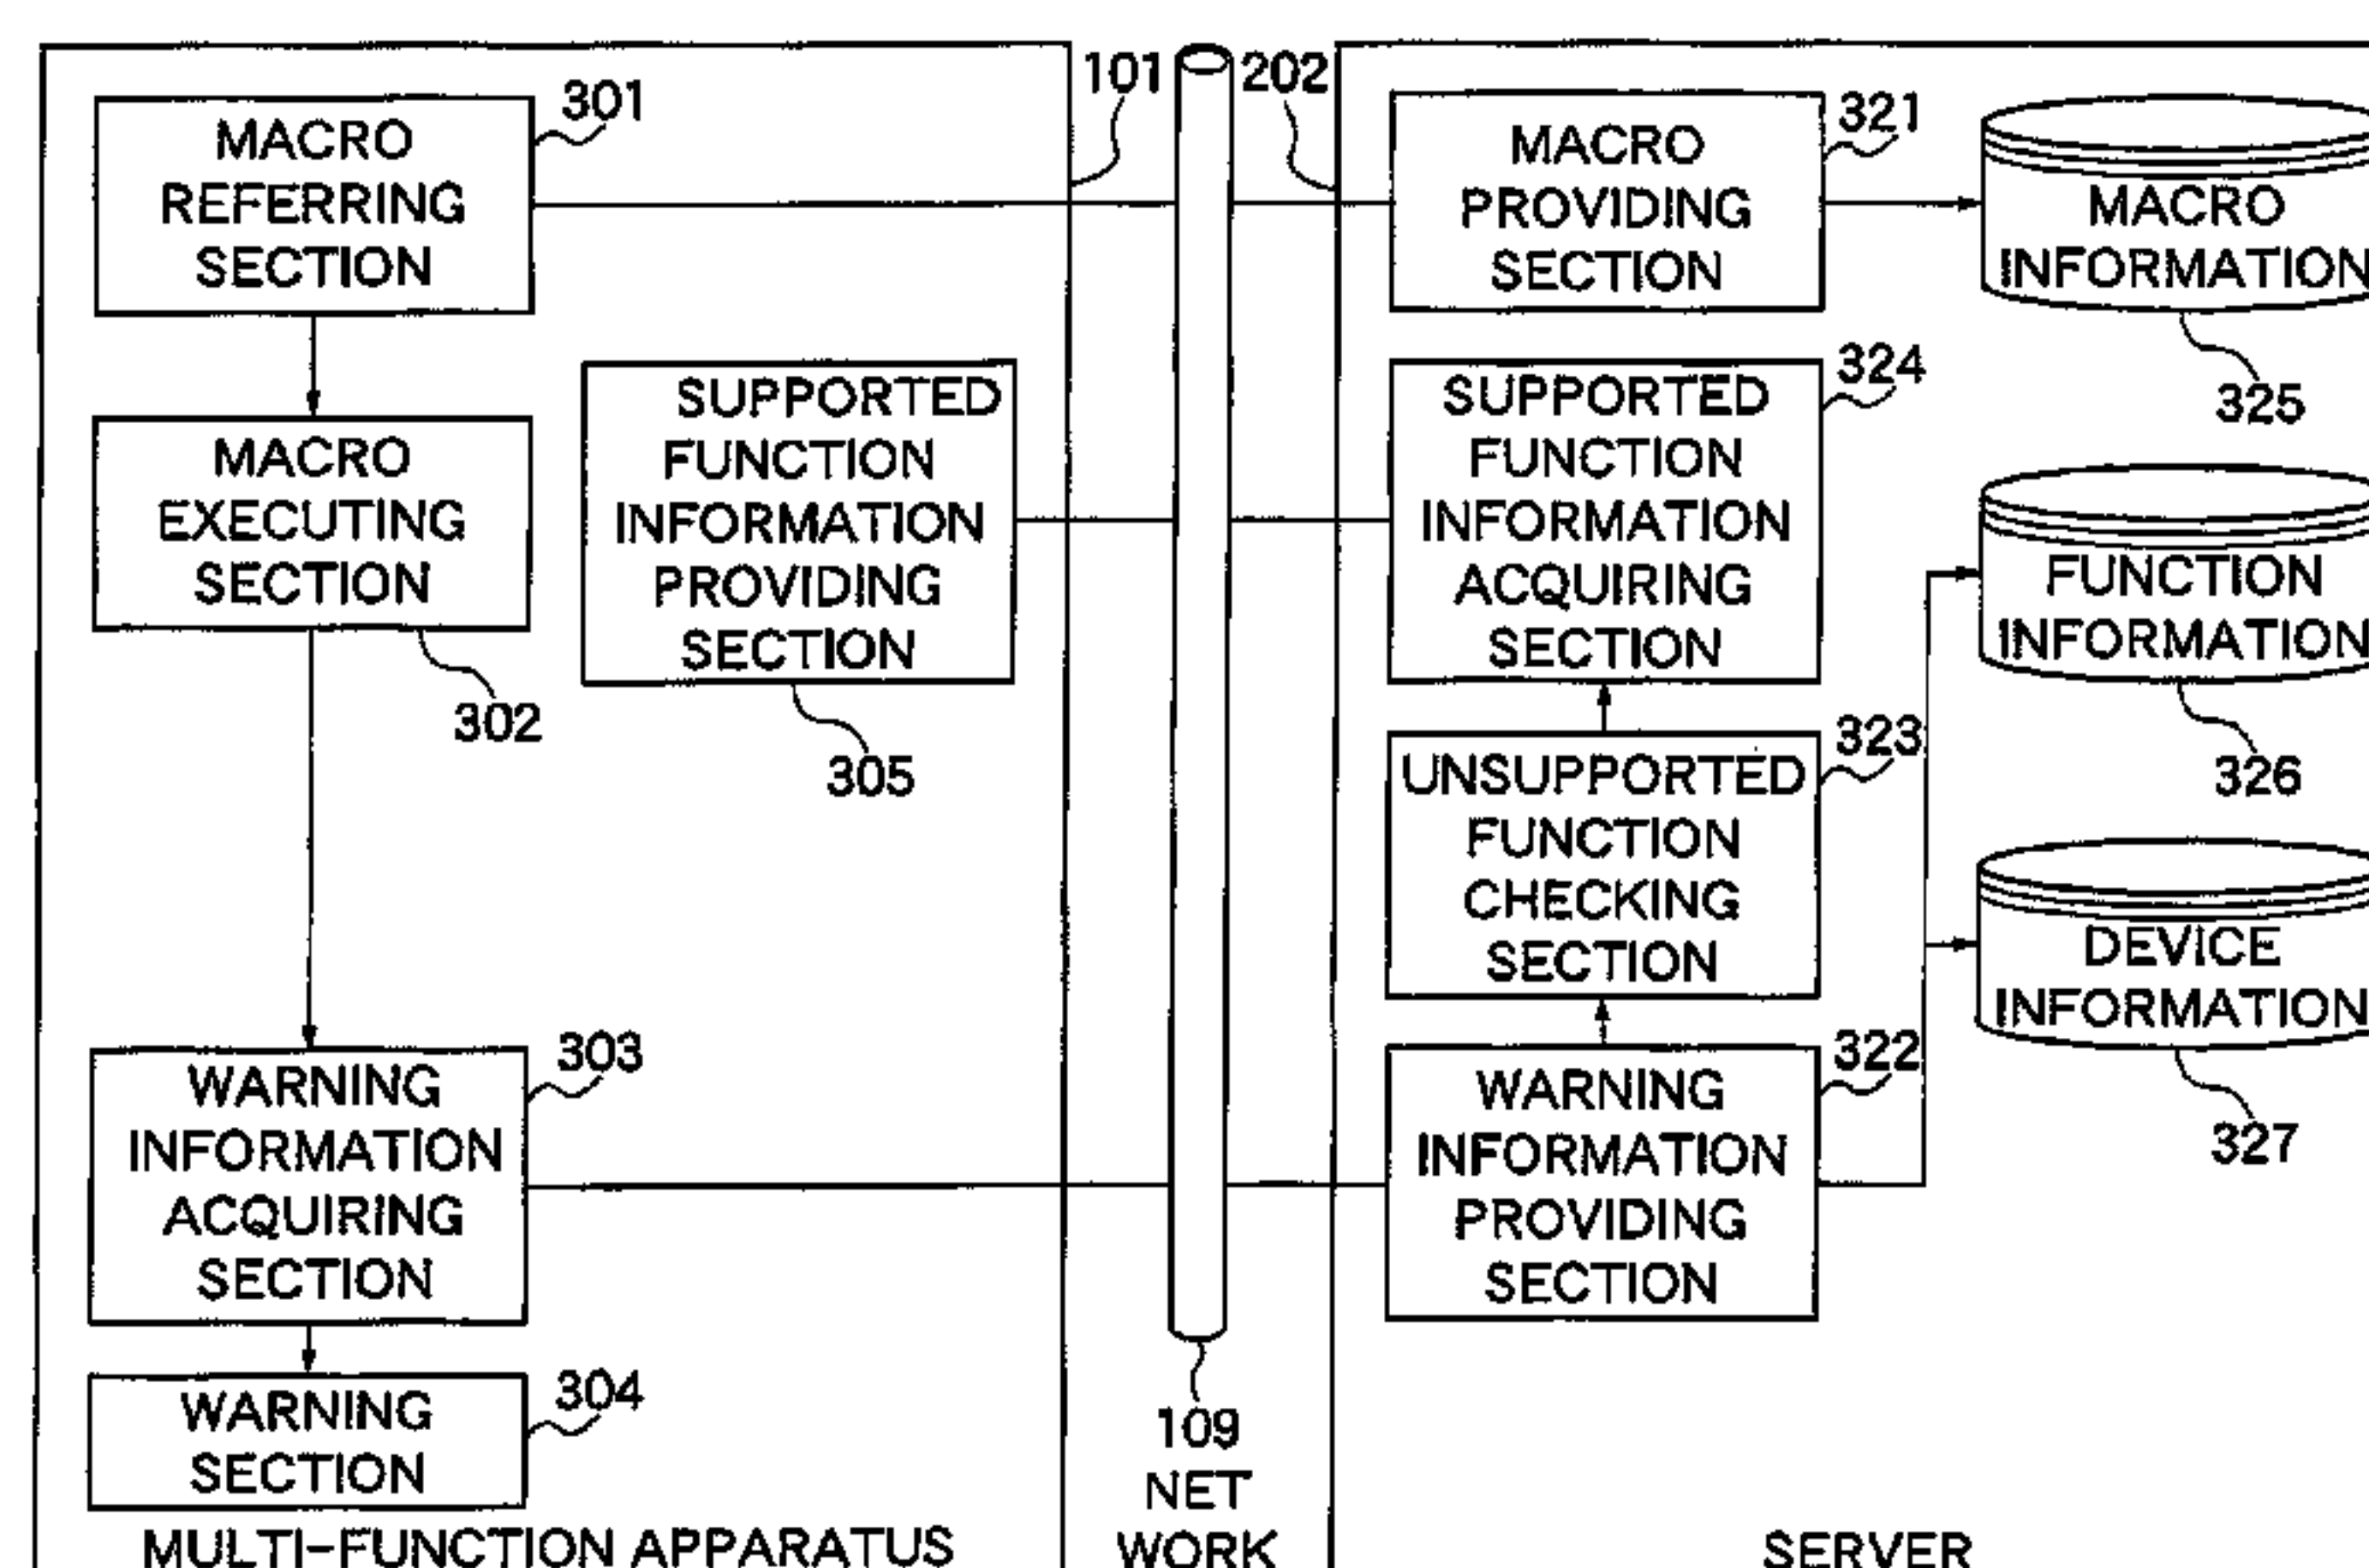 301
MACRO
REFERRING
SECTION
MACRO
EXECUTING
SECTION
302
SUPPORTED
FUNCTION
INFORMATION
PROVIDING
SECTION
305
303
WARNING
INFORMATION
ACQUIRING
SECTION
304
WARNING
SECTION
MULTI-FUNCTION APPARATUS
101
202
109
NET
WORK
321
MACRO
PROVIDING
SECTION
324
SUPPORTED
FUNCTION
INFORMATION
ACQUIRING
SECTION
323
UNSUPPORTED
FUNCTION
CHECKING
SECTION
322
WARNING
INFORMATION
PROVIDING
SECTION
MACRO
INFORMATION
325
FUNCTION
INFORMATION
326
DEVICE
INFORMATION
327
SERVER